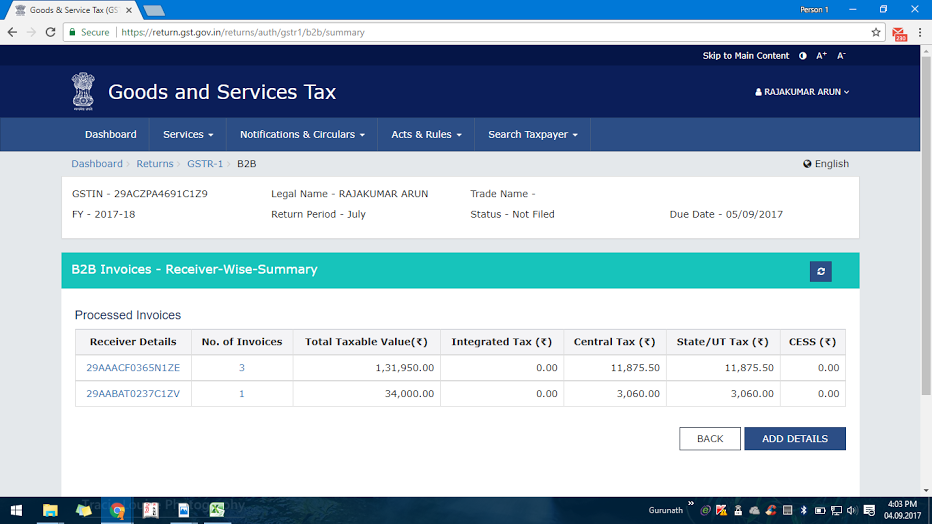 Goods & Service Tax (GS
Person 1
Secure
https://return.gst.gov.in/returns/auth/gstr1/b2b/summary
Skip to Main Content A+ A-
Goods and Services Tax
RAJAKUMAR ARUN
Dashboard Services Notifications & Circulars Acts & Rules Search Taxpayer
Dashboard Returns GSTR-1 B2B English
GSTIN - 29ACZPA4691C1Z9 Legal Name - RAJAKUMAR ARUN Trade Name -
FY - 2017-18 Return Period - July Status - Not Filed Due Date - 05/09/2017
B2B Invoices - Receiver-Wise-Summary
Processed Invoices
Receiver Details No. of Invoices Total Taxable Value(₹) Integrated Tax (₹) Central Tax (₹) State/UT Tax (₹) CESS (₹)
29AAACF0365N1ZE 3 1,31,950.00 0.00 11,875.50 11,875.50 0.00
29AABAT0237C1ZV 1 34,000.00 0.00 3,060.00 3,060.00 0.00
BACK ADD DETAILS
Gurunath
4:03 PM
04.09.2017